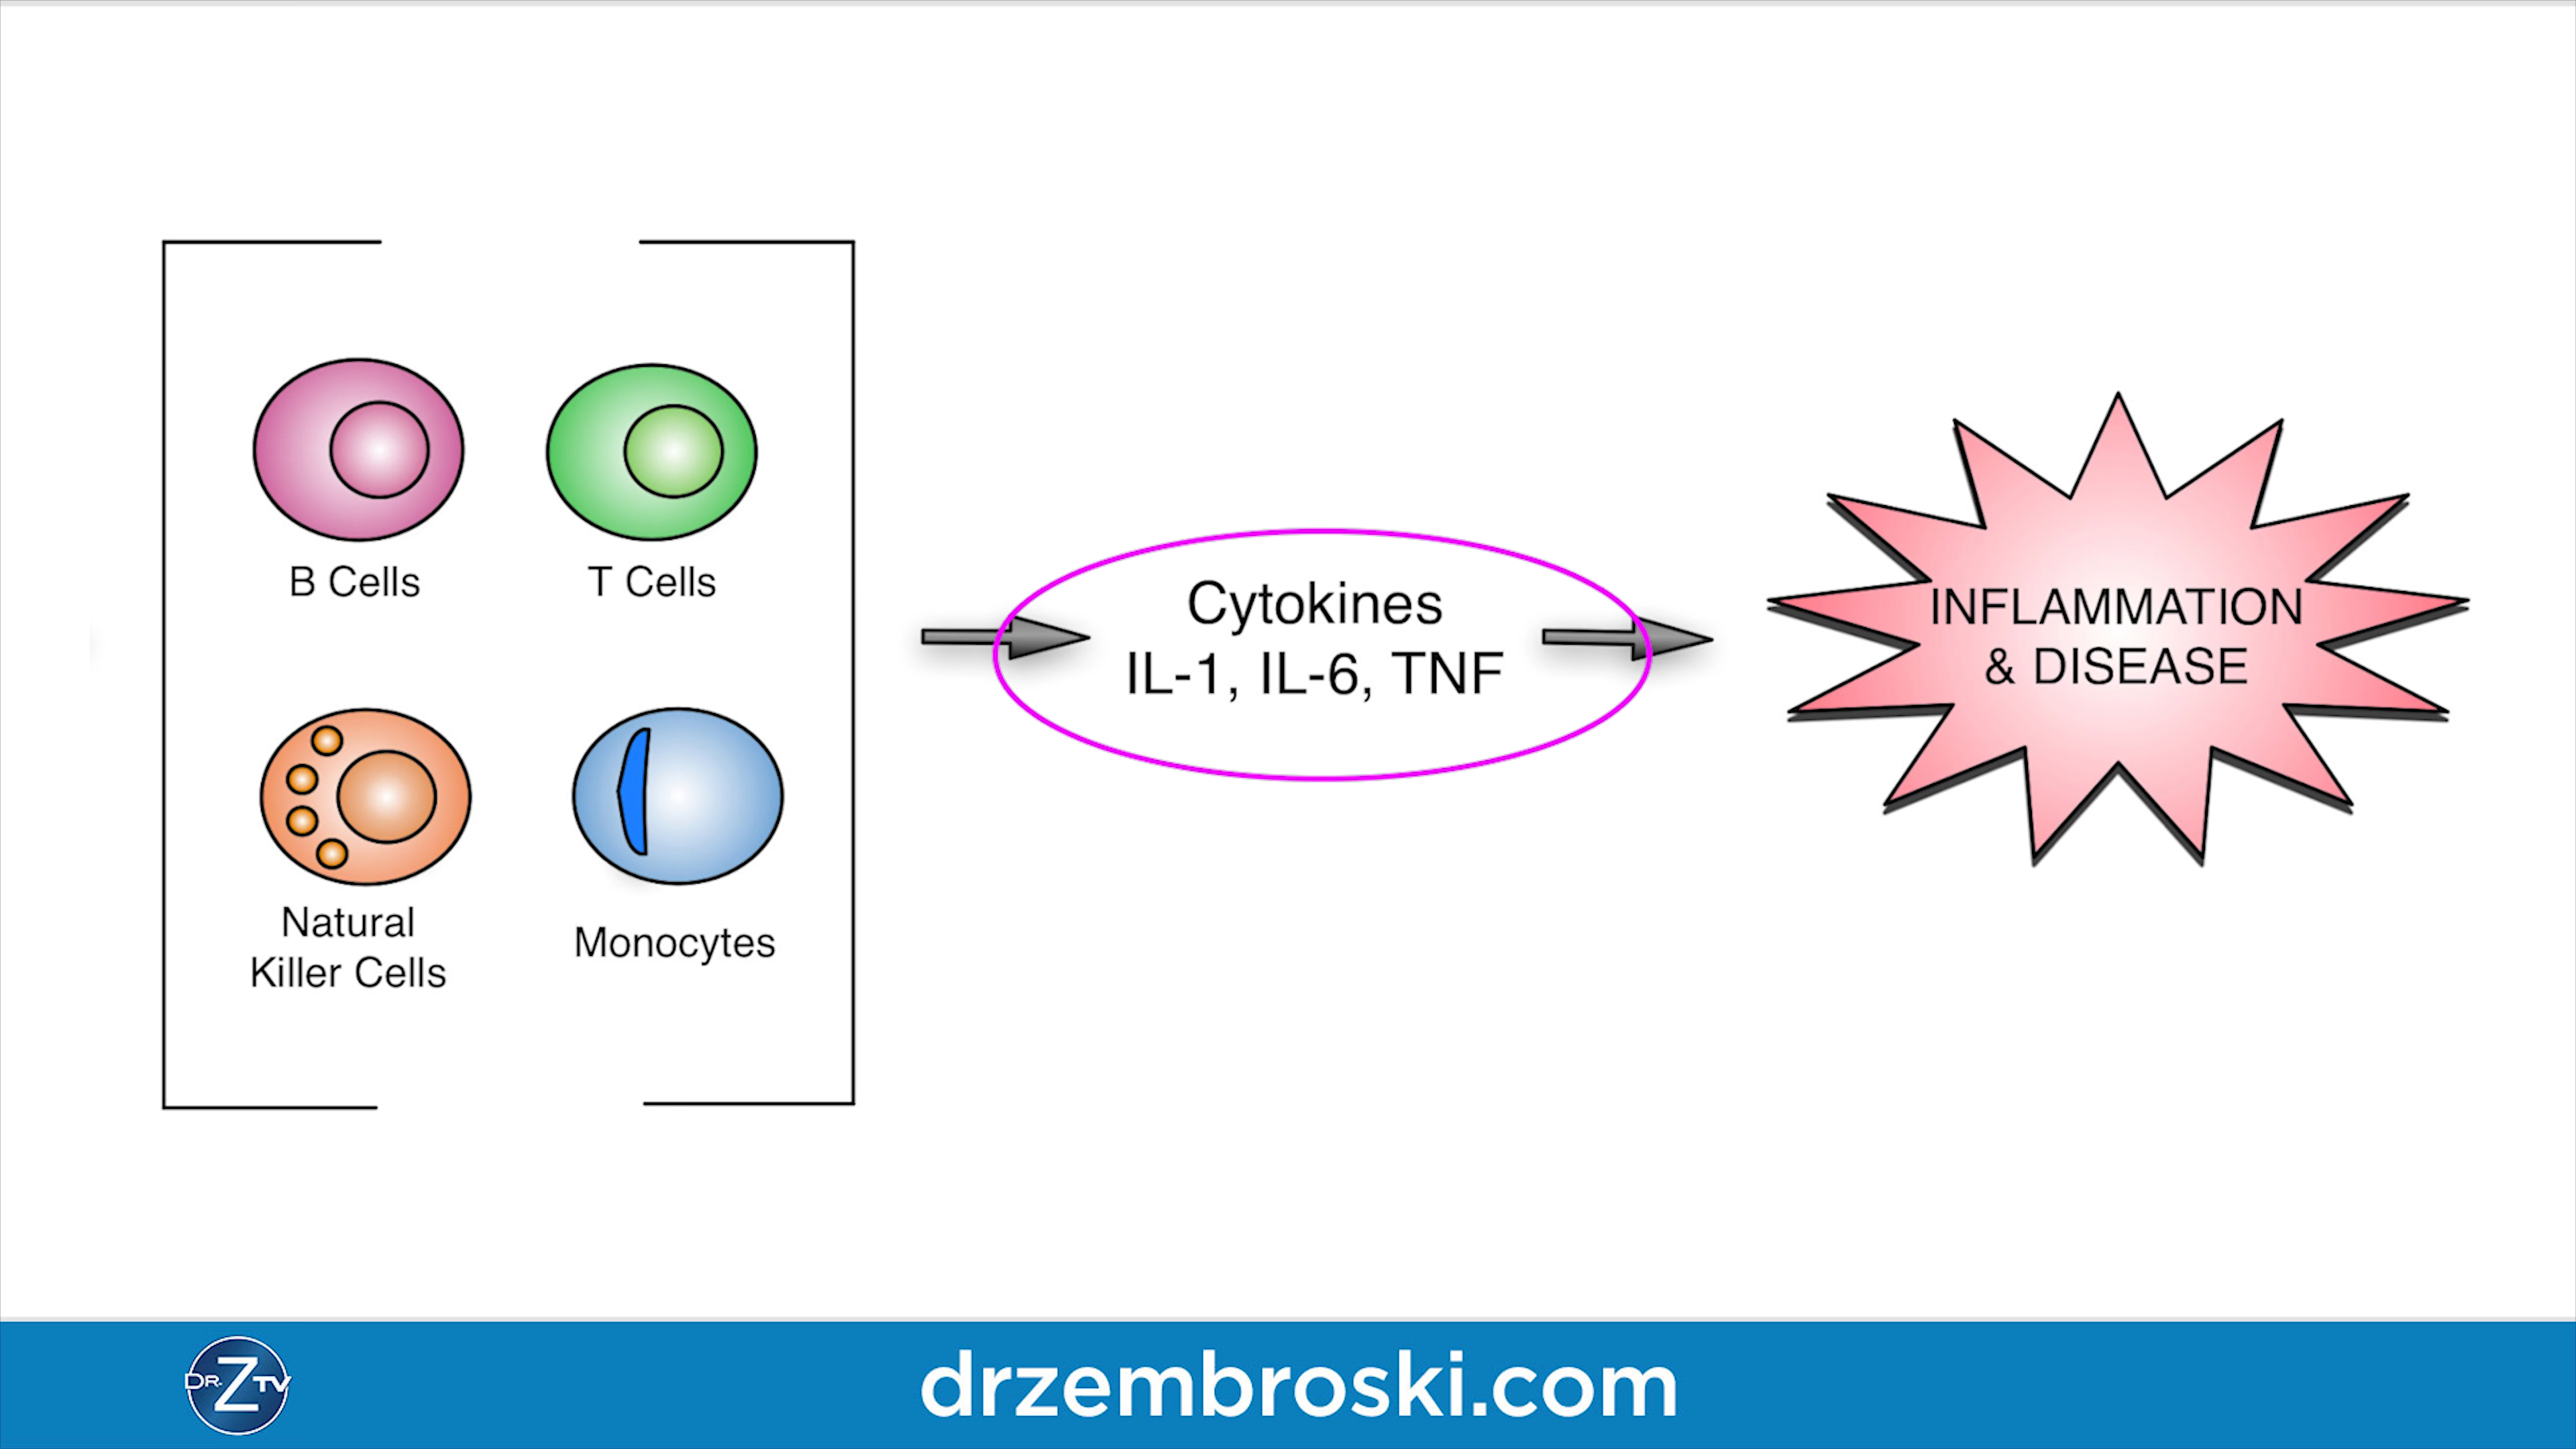 B Cells
T Cells
Natural
Killer Cells
Monocytes
Cytokines
IL-1, IL-6, TNF
INFLAMMATION
& DISEASE
DR. Z TV
drzembroski.com